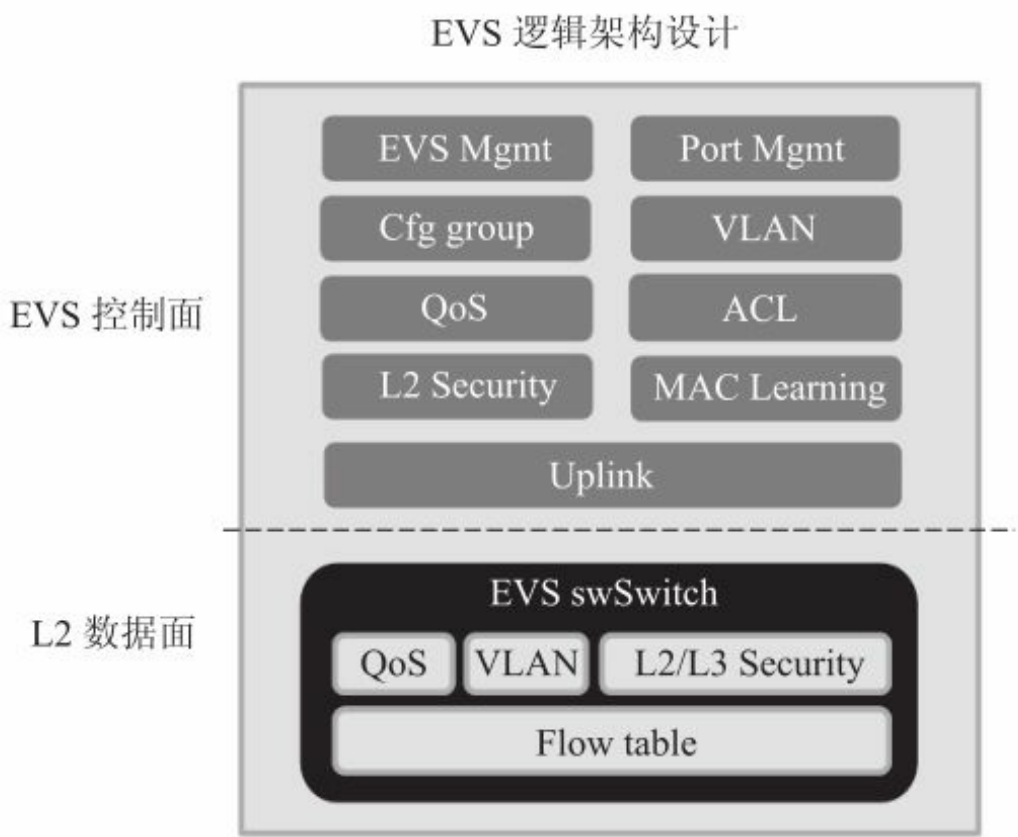 EVS 逻辑架构设计
EVS Mgmt
Port Mgmt
Cfg group
VLAN
EVS 控制面
QoS
ACL
L2 Security
MAC Learning
Uplink
L2 数据面
EVS swSwitch
QoS
VLAN
L2/L3 Security
Flow table